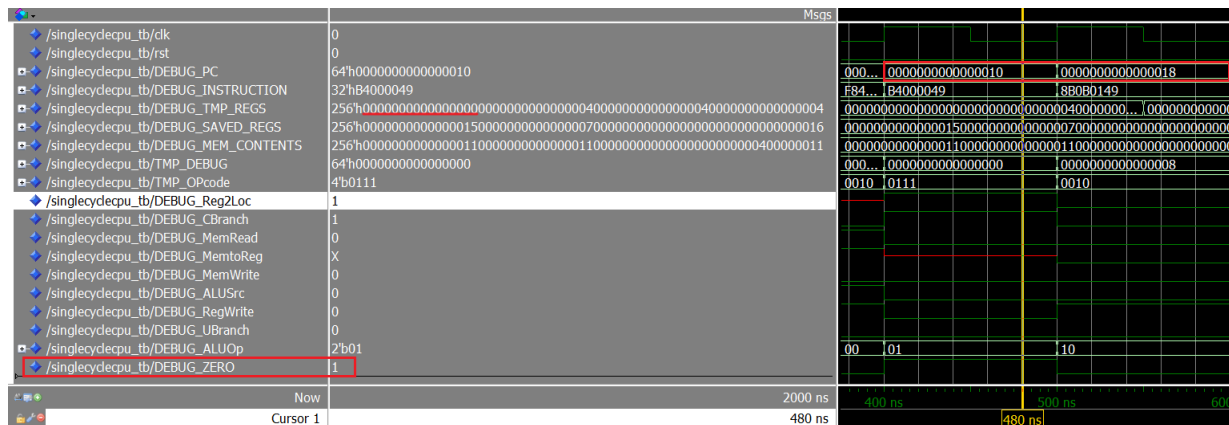 Msgs
/singlecyclecpu_tb/clk 0
/singlecyclecpu_tb/rst 0
/singlecyclecpu_tb/DEBUG_PC 64'h0000000000000010 000... 0000000000000010 0000000000000018
/singlecyclecpu_tb/DEBUG_INSTRUCTION 32'hB4000049 F84... B4000049 8B0B0149
/singlecyclecpu_tb/DEBUG_TMP_REGS 256'h0000000000000000000000000000000400000000000000040000000000000004
/singlecyclecpu_tb/DEBUG_SAVED_REGS 256'h0000000000000015000000000000000700000000000000000000000000000016
/singlecyclecpu_tb/DEBUG_MEM_CONTENTS 256'h0000000000000011000000000000001100000000000000000000000400000011
/singlecyclecpu_tb/TMP_DEBUG 64'h0000000000000000 000... 0000000000000000 0000000000000008
/singlecyclecpu_tb/TMP_OPcode 4'b0111 0010 0111 0010
/singlecyclecpu_tb/DEBUG_Reg2Loc 1
/singlecyclecpu_tb/DEBUG_CBranch 1
/singlecyclecpu_tb/DEBUG_MemRead 0
/singlecyclecpu_tb/DEBUG_MemtoReg X
/singlecyclecpu_tb/DEBUG_MemWrite 0
/singlecyclecpu_tb/DEBUG_ALUSrc 0
/singlecyclecpu_tb/DEBUG_RegWrite 0
/singlecyclecpu_tb/DEBUG_UBranch 0
/singlecyclecpu_tb/DEBUG_ALUOp 2'b01 00 01 10
/singlecyclecpu_tb/DEBUG_ZERO 1
Now 2000 ns 400 ns 500 ns
Cursor 1 480 ns 480 ns